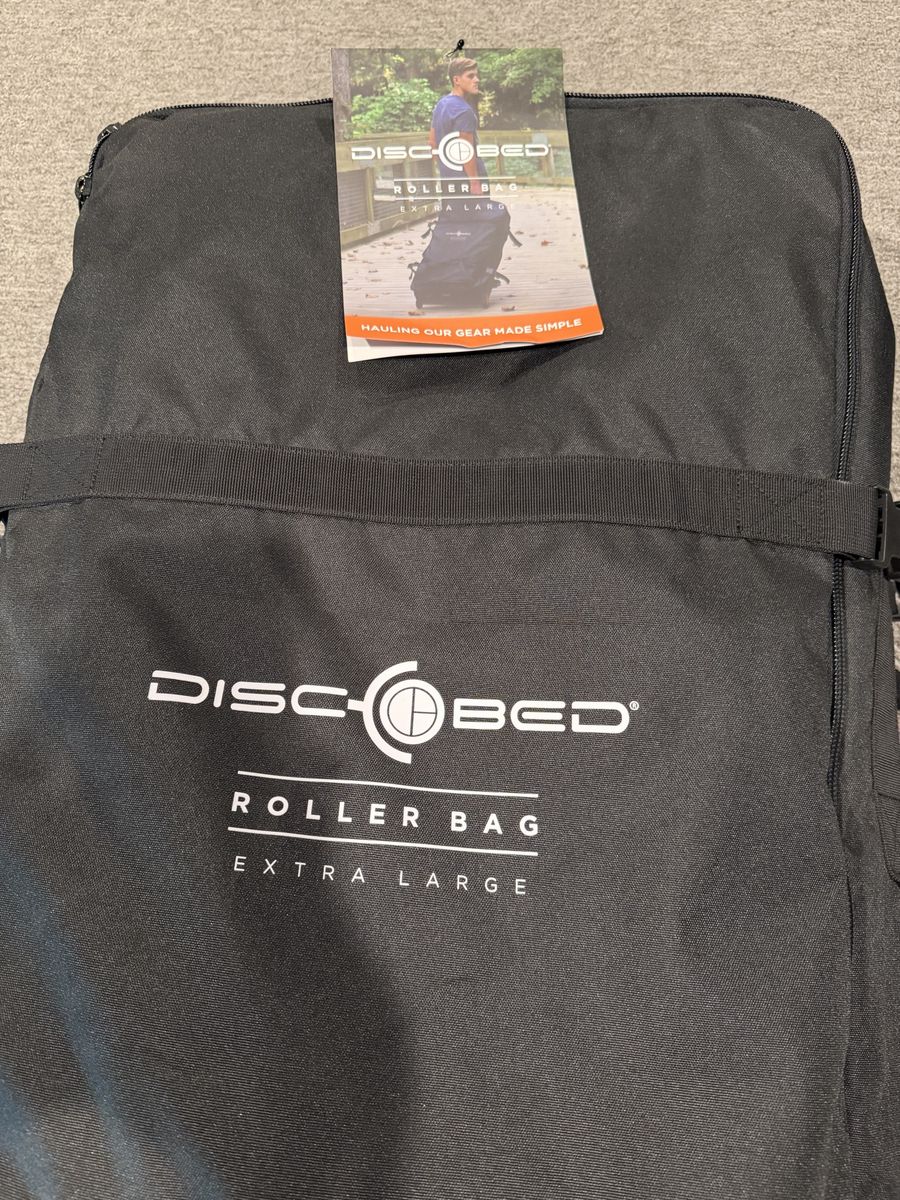 DISC-O-BED
ROLLER BAG
EXTRA LARGE
HAULING OUR GEAR MADE SIMPLE
DISC-O-BED®
ROLLER BAG
EXTRA LARGE